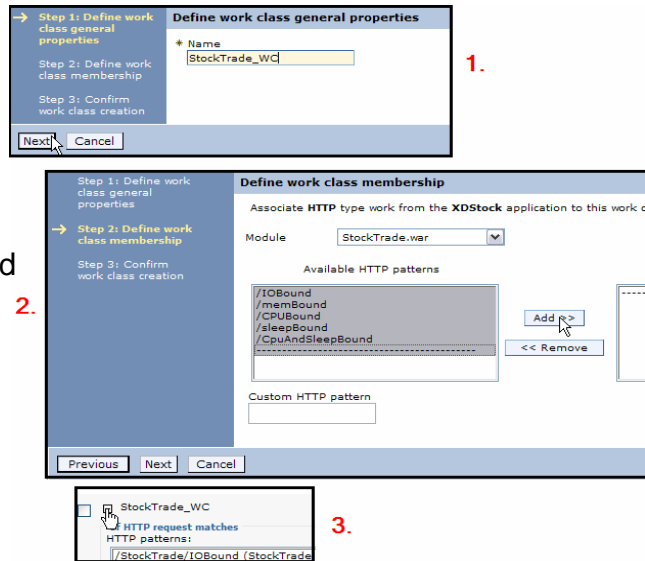 → Step 1: Define work class general properties
Step 2: Define work class membership
Step 3: Confirm work class creation
Define work class general properties
* Name
StockTrade_WC
1.
Next Cancel
Step 1: Define work class general properties
→ Step 2: Define work class membership
Step 3: Confirm work class creation
d
2.
Define work class membership
Associate HTTP type work from the XDStock application to this work c
Module StockTrade.war
Available HTTP patterns
/IOBound
/memBound
/CPUBound
/sleepBound
/CpuAndSleepBound
----------------------------------------
Add >>
<< Remove
Custom HTTP pattern
Previous Next Cancel
StockTrade_WC
If HTTP request matches
HTTP patterns:
/StockTrade/IOBound (StockTrade
3.